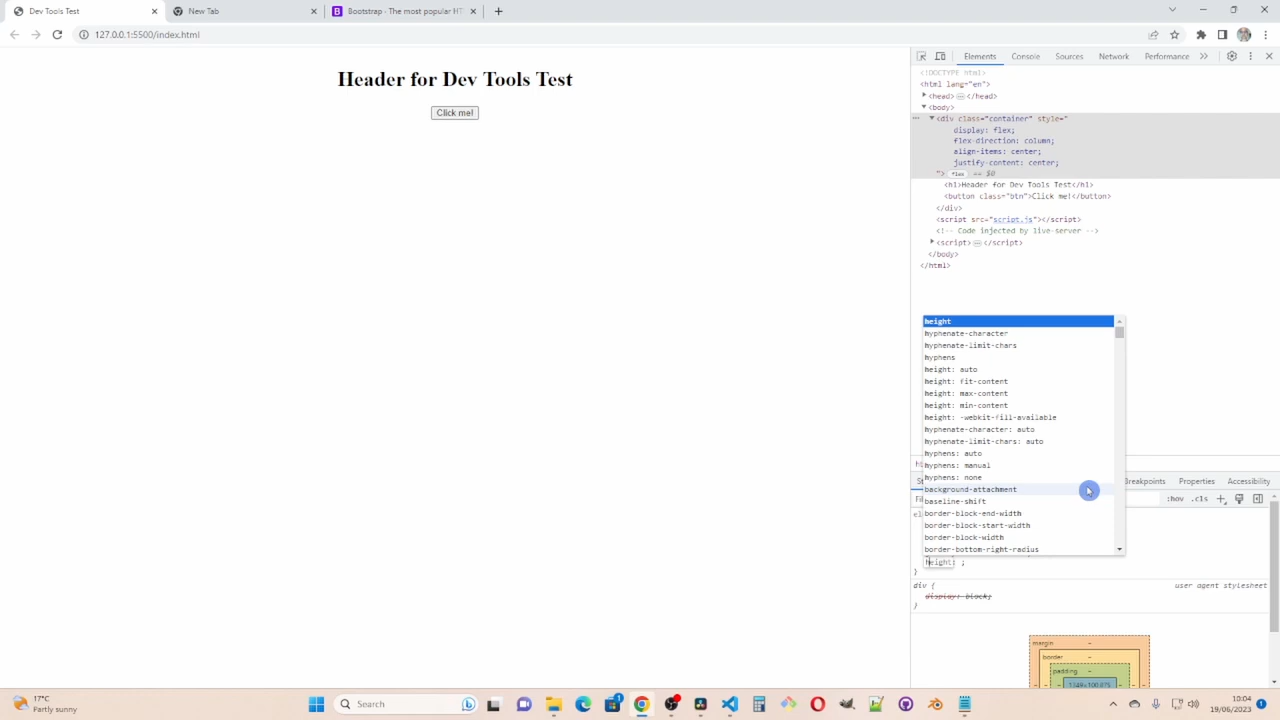 Dev Tools Test
New Tab
Bootstrap · The most popular HT
127.0.0.1:5500/index.html
Header for Dev Tools Test
Click me!
Elements
Console
Sources
Network
Performance
<!DOCTYPE html>
<html lang="en">
<head> </head>
<body>
<div class="container" style="
display: flex;
flex-direction: column;
align-items: center;
justify-content: center;
"> flex == $0
<h1>Header for Dev Tools Test</h1>
<button class="btn">Click me!</button>
</div>
<script src="script.js"></script>
<!-- Code injected by live-server -->
<script> </script>
</body>
</html>
height
hyphenate-character
hyphenate-limit-chars
hyphens
height: auto
height: fit-content
height: max-content
height: min-content
height: -webkit-fill-available
hyphenate-character: auto
hyphenate-limit-chars: auto
hyphens: auto
hyphens: manual
hyphens: none
background-attachment
baseline-shift
border-block-end-width
border-block-start-width
border-block-width
border-bottom-right-radius
Breakpoints
Properties
Accessibility
:hov
.cls
height: ;
}
div {
user agent stylesheet
display: block;
}
margin
border
padding
17°C
Partly sunny
Search
10:04
19/06/2023